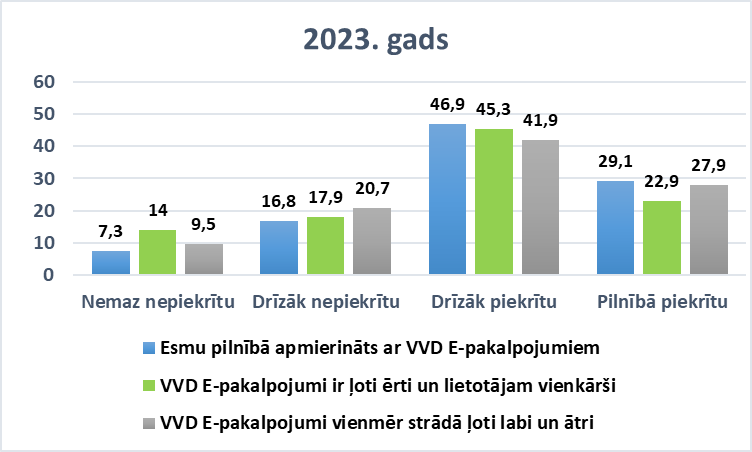 2023. gads
60
50
40
30
20
10
0
7,3
14
9,5
16,8
17,9
20,7
46,9
45,3
41,9
29,1
22,9
27,9
Nemaz nepiekrītu
Drīzāk nepiekrītu
Drīzāk piekrītu
Pilnībā piekrītu
Esmu pilnībā apmierināts ar VVD E-pakalpojumiem
VVD E-pakalpojumi ir ļoti ērti un lietotājam vienkārši
VVD E-pakalpojumi vienmēr strādā ļoti labi un ātri